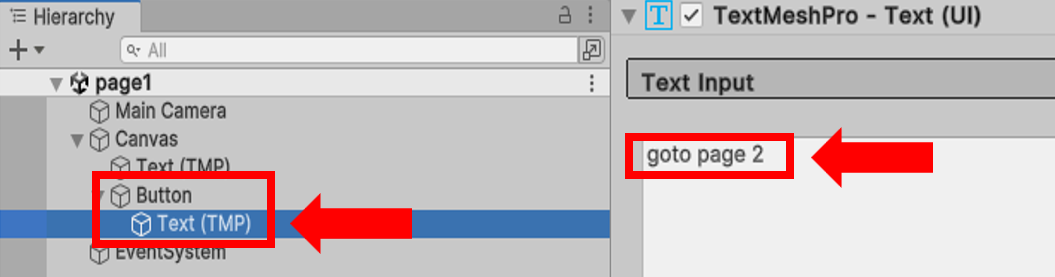 Hierarchy
All
page1
Main Camera
Canvas
Text (TMP)
Button
Text (TMP)
EventSystem
T TextMeshPro - Text (UI)
Text Input
goto page 2